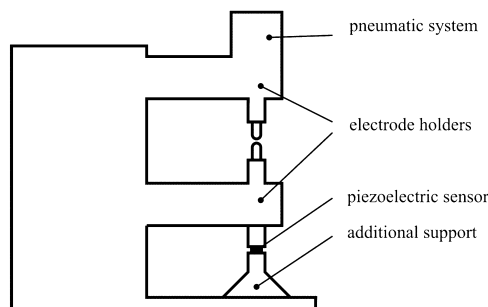 pneumatic system
electrode holders
piezoelectric sensor
additional support